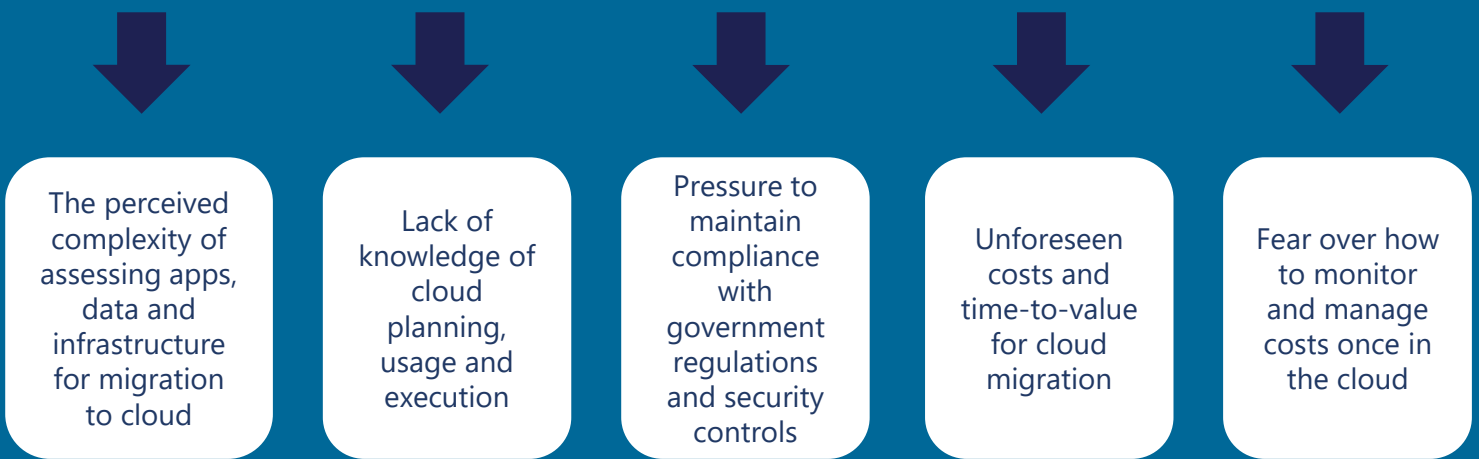 The perceived
complexity of
assessing apps,
data and
infrastructure
for migration
to cloud
Lack of
knowledge of
cloud
planning,
usage and
execution
Pressure to
maintain
compliance
with
government
regulations
and security
controls
Unforeseen
costs and
time-to-value
for cloud
migration
Fear over how
to monitor
and manage
costs once in
the cloud